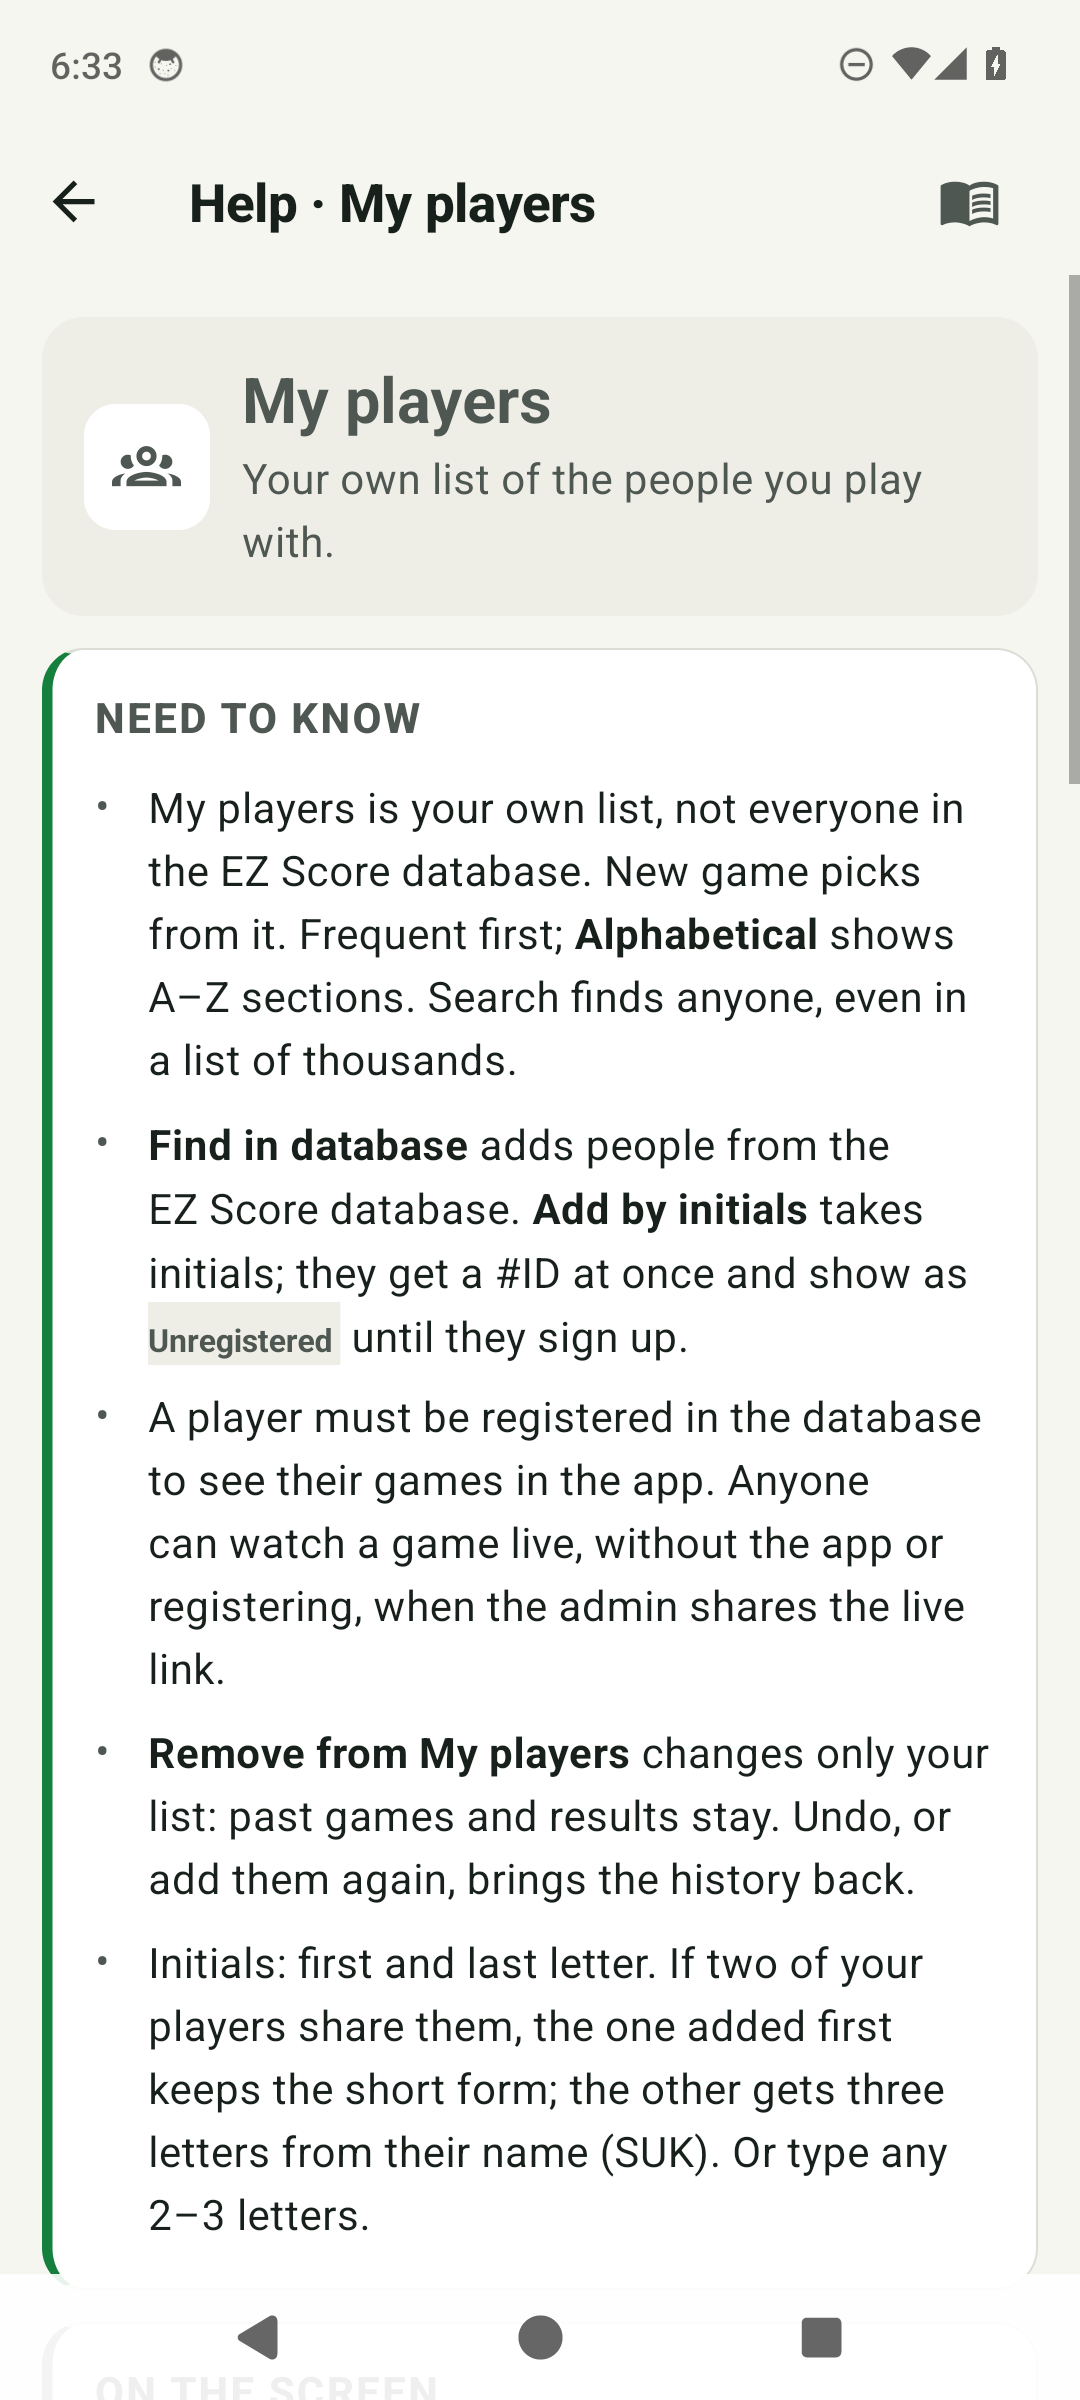 6:33
Help · My players
My players
Your own list of the people you play
with.
NEED TO KNOW
• My players is your own list, not everyone in
the EZ Score database. New game picks
from it. Frequent first; Alphabetical shows
A–Z sections. Search finds anyone, even in
a list of thousands.
• Find in database adds people from the
EZ Score database. Add by initials takes
initials; they get a #ID at once and show as
Unregistered until they sign up.
• A player must be registered in the database
to see their games in the app. Anyone
can watch a game live, without the app or
registering, when the admin shares the live
link.
• Remove from My players changes only your
list: past games and results stay. Undo, or
add them again, brings the history back.
• Initials: first and last letter. If two of your
players share them, the one added first
keeps the short form; the other gets three
letters from their name (SUK). Or type any
2–3 letters.
ON THE SCREEN